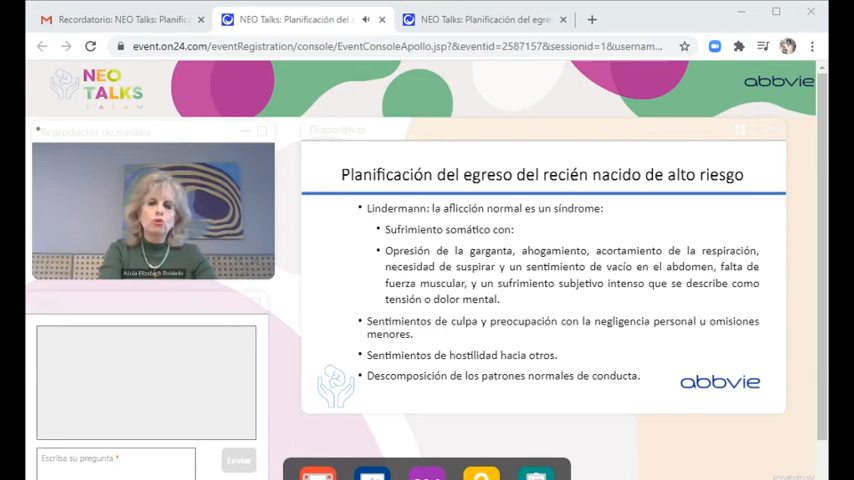 Recordatorio: NEO Talks: Planific
NEO Talks: Planificación del e
NEO Talks: Planificación del egre
event.on24.com/eventRegistration/console/EventConsoleApollo.jsp?&eventid=2587157&sessionid=1&usernam...
NEO
TALKS
LATAM
abbvie
Reproductor de medios
Diapositivas
Alicia Elizabeth Robledo
Planificación del egreso del recién nacido de alto riesgo
• Lindermann: la aflicción normal es un síndrome:
• Sufrimiento somático con:
• Opresión de la garganta, ahogamiento, acortamiento de la respiración,
necesidad de suspirar y un sentimiento de vacío en el abdomen, falta de
fuerza muscular, y un sufrimiento subjetivo intenso que se describe como
tensión o dolor mental.
• Sentimientos de culpa y preocupación con la negligencia personal u omisiones
menores.
• Sentimientos de hostilidad hacia otros.
• Descomposición de los patrones normales de conducta.
abbvie
Escriba su pregunta *
Enviar